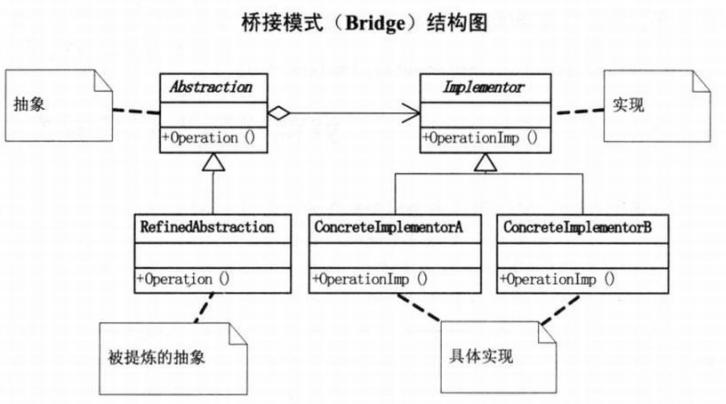 桥接模式（Bridge）结构图
抽象
Abstraction
+Operation ()
Implementor
+OperationImp ()
实现
RefinedAbstraction
+Operation ()
ConcreteImplementorA
+OperationImp ()
ConcreteImplementorB
+OperationImp ()
被提炼的抽象
具体实现